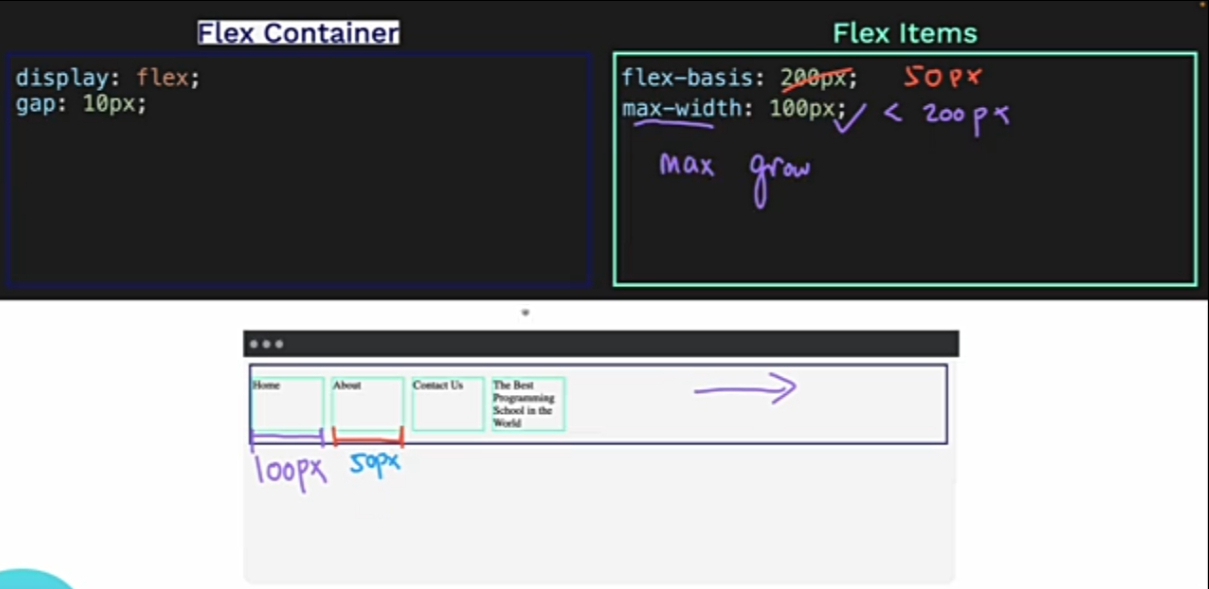 Flex Container
display: flex;
gap: 10px;
Flex Items
flex-basis: 200px; 50px
max-width: 100px; < 200px
max grow
Home
About
Contact Us
The Best
Programming
School in the
World
100px
50px